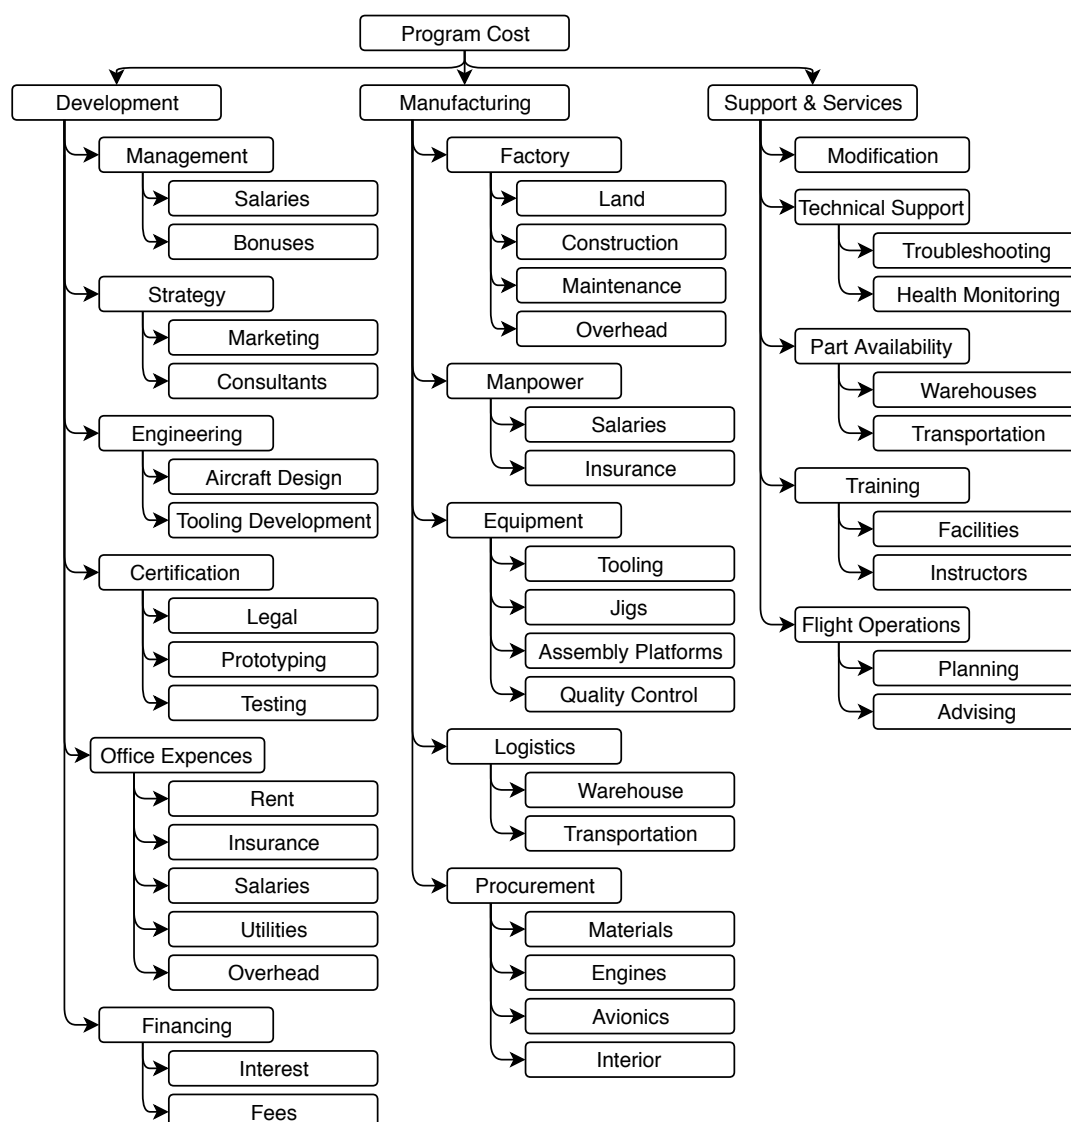 Program Cost
Development
Management
Salaries
Bonuses
Strategy
Marketing
Consultants
Engineering
Aircraft Design
Tooling Development
Certification
Legal
Prototyping
Testing
Office Expences
Rent
Insurance
Salaries
Utilities
Overhead
Financing
Interest
Fees
Manufacturing
Factory
Land
Construction
Maintenance
Overhead
Manpower
Salaries
Insurance
Equipment
Tooling
Jigs
Assembly Platforms
Quality Control
Logistics
Warehouse
Transportation
Procurement
Materials
Engines
Avionics
Interior
Support & Services
Modification
Technical Support
Troubleshooting
Health Monitoring
Part Availability
Warehouses
Transportation
Training
Facilities
Instructors
Flight Operations
Planning
Advising